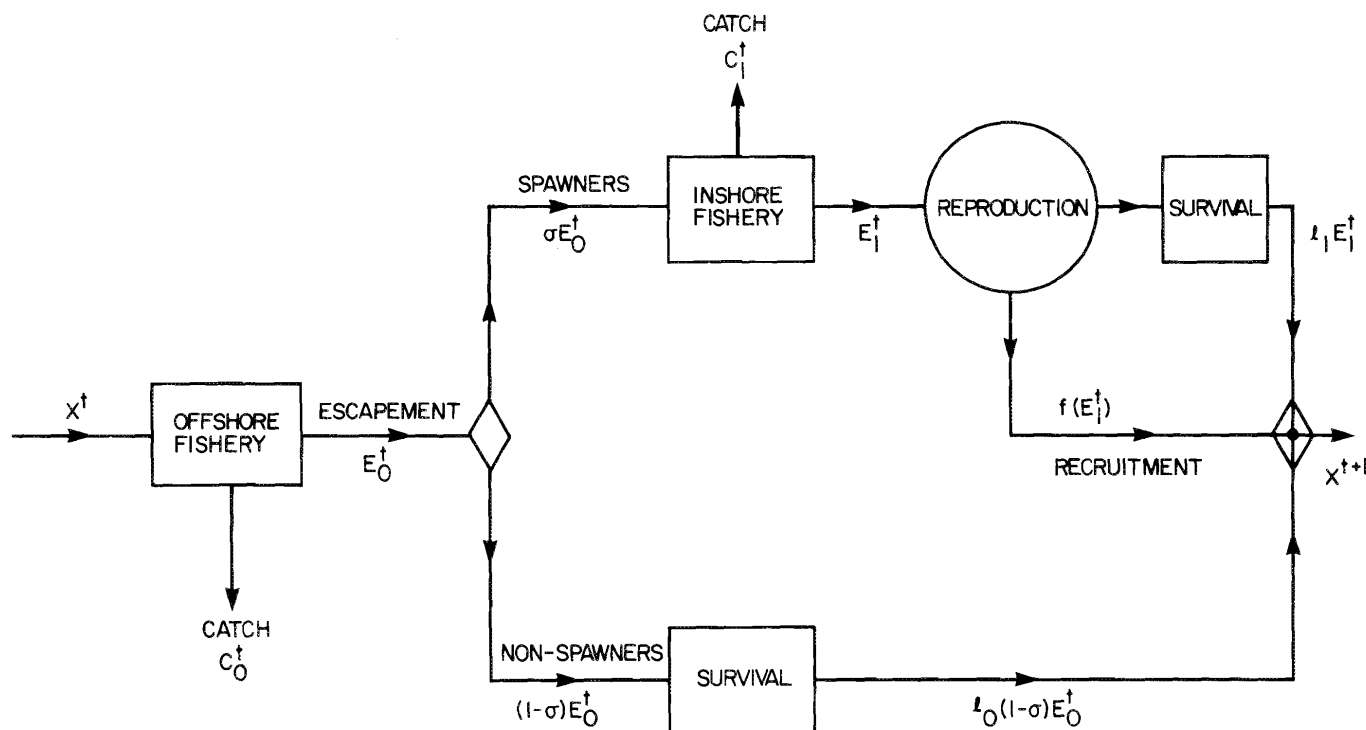 CATCH
C₁ᵗ
SPAWNERS
σE₀ᵗ
INSHORE
FISHERY
E₁ᵗ
REPRODUCTION
SURVIVAL
ℓ₁E₁ᵗ
Xᵗ
OFFSHORE
FISHERY
ESCAPEMENT
E₀ᵗ
f(E₁ᵗ)
RECRUITMENT
Xᵗ⁺¹
CATCH
C₀ᵗ
NON-SPAWNERS
(1-σ)E₀ᵗ
SURVIVAL
ℓ₀(1-σ)E₀ᵗ